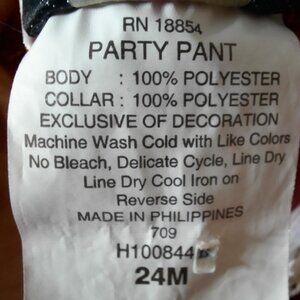 RN 18854
PARTY PANT
BODY : 100% POLYESTER
COLLAR : 100% POLYESTER
EXCLUSIVE OF DECORATION
Machine Wash Cold with Like Colors
No Bleach, Delicate Cycle, Line Dry
Line Dry Cool Iron on
Reverse Side
MADE IN PHILIPPINES
709
H100844
24M